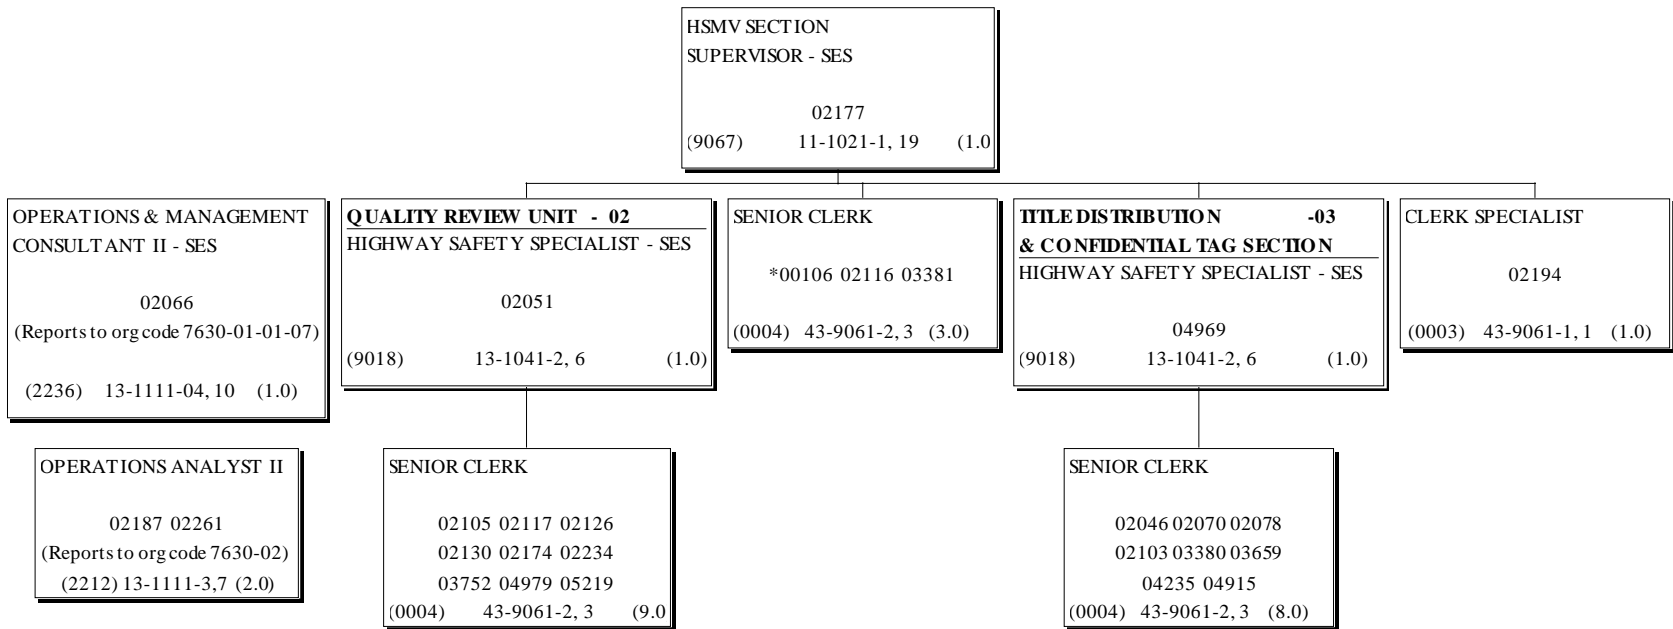 HSMV SECTION
SUPERVISOR - SES
02177
(9067) 11-1021-1, 19 (1.0
OPERATIONS & MANAGEMENT
CONSULTANT II - SES
02066
(Reports to org code 7630-01-01-07)
(2236) 13-1111-04, 10 (1.0)
QUALITY REVIEW UNIT - 02
HIGHWAY SAFETY SPECIALIST - SES
02051
(9018) 13-1041-2, 6 (1.0)
SENIOR CLERK
*00106 02116 03381
(0004) 43-9061-2, 3 (3.0)
TITLE DISTRIBUTION -03
& CONFIDENTIAL TAG SECTION
HIGHWAY SAFETY SPECIALIST - SES
04969
(9018) 13-1041-2, 6 (1.0)
CLERK SPECIALIST
02194
(0003) 43-9061-1, 1 (1.0)
OPERATIONS ANALYST II
02187 02261
(Reports to org code 7630-02)
(2212) 13-1111-3,7 (2.0)
SENIOR CLERK
02105 02117 02126
02130 02174 02234
03752 04979 05219
(0004) 43-9061-2, 3 (9.0
SENIOR CLERK
02046 02070 02078
02103 03380 03659
04235 04915
(0004) 43-9061-2, 3 (8.0)